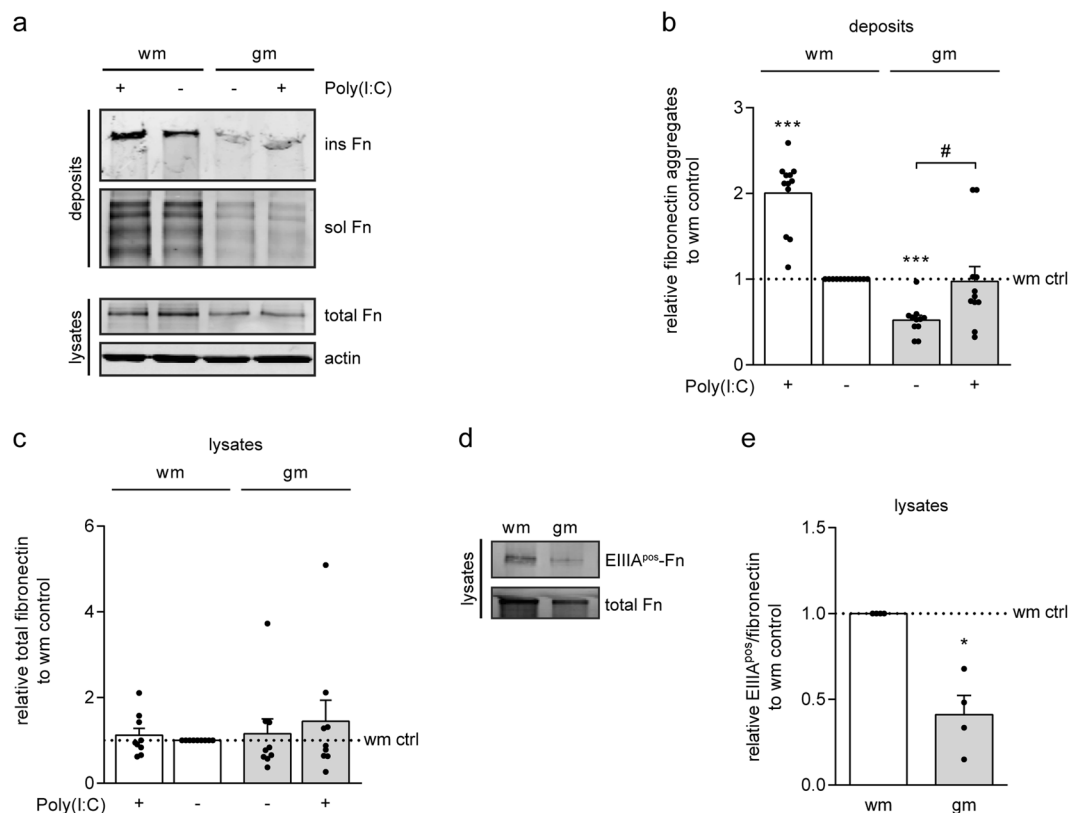 a
wm gm
+ - - + Poly(I:C)
deposits
ins Fn
sol Fn
lysates
total Fn
actin
b
deposits
wm gm
relative fibronectin aggregates
to wm control
3
2
1
0
***
***
#
wm ctrl
Poly(I:C) + - - +
c
lysates
wm gm
relative total fibronectin
to wm control
6
4
2
0
wm ctrl
Poly(I:C) + - - +
d
wm gm
lysates
EIIIApos-Fn
total Fn
e
lysates
relative EIIIApos/fibronectin
to wm control
1.5
1.0
0.5
0.0
*
wm ctrl
wm gm